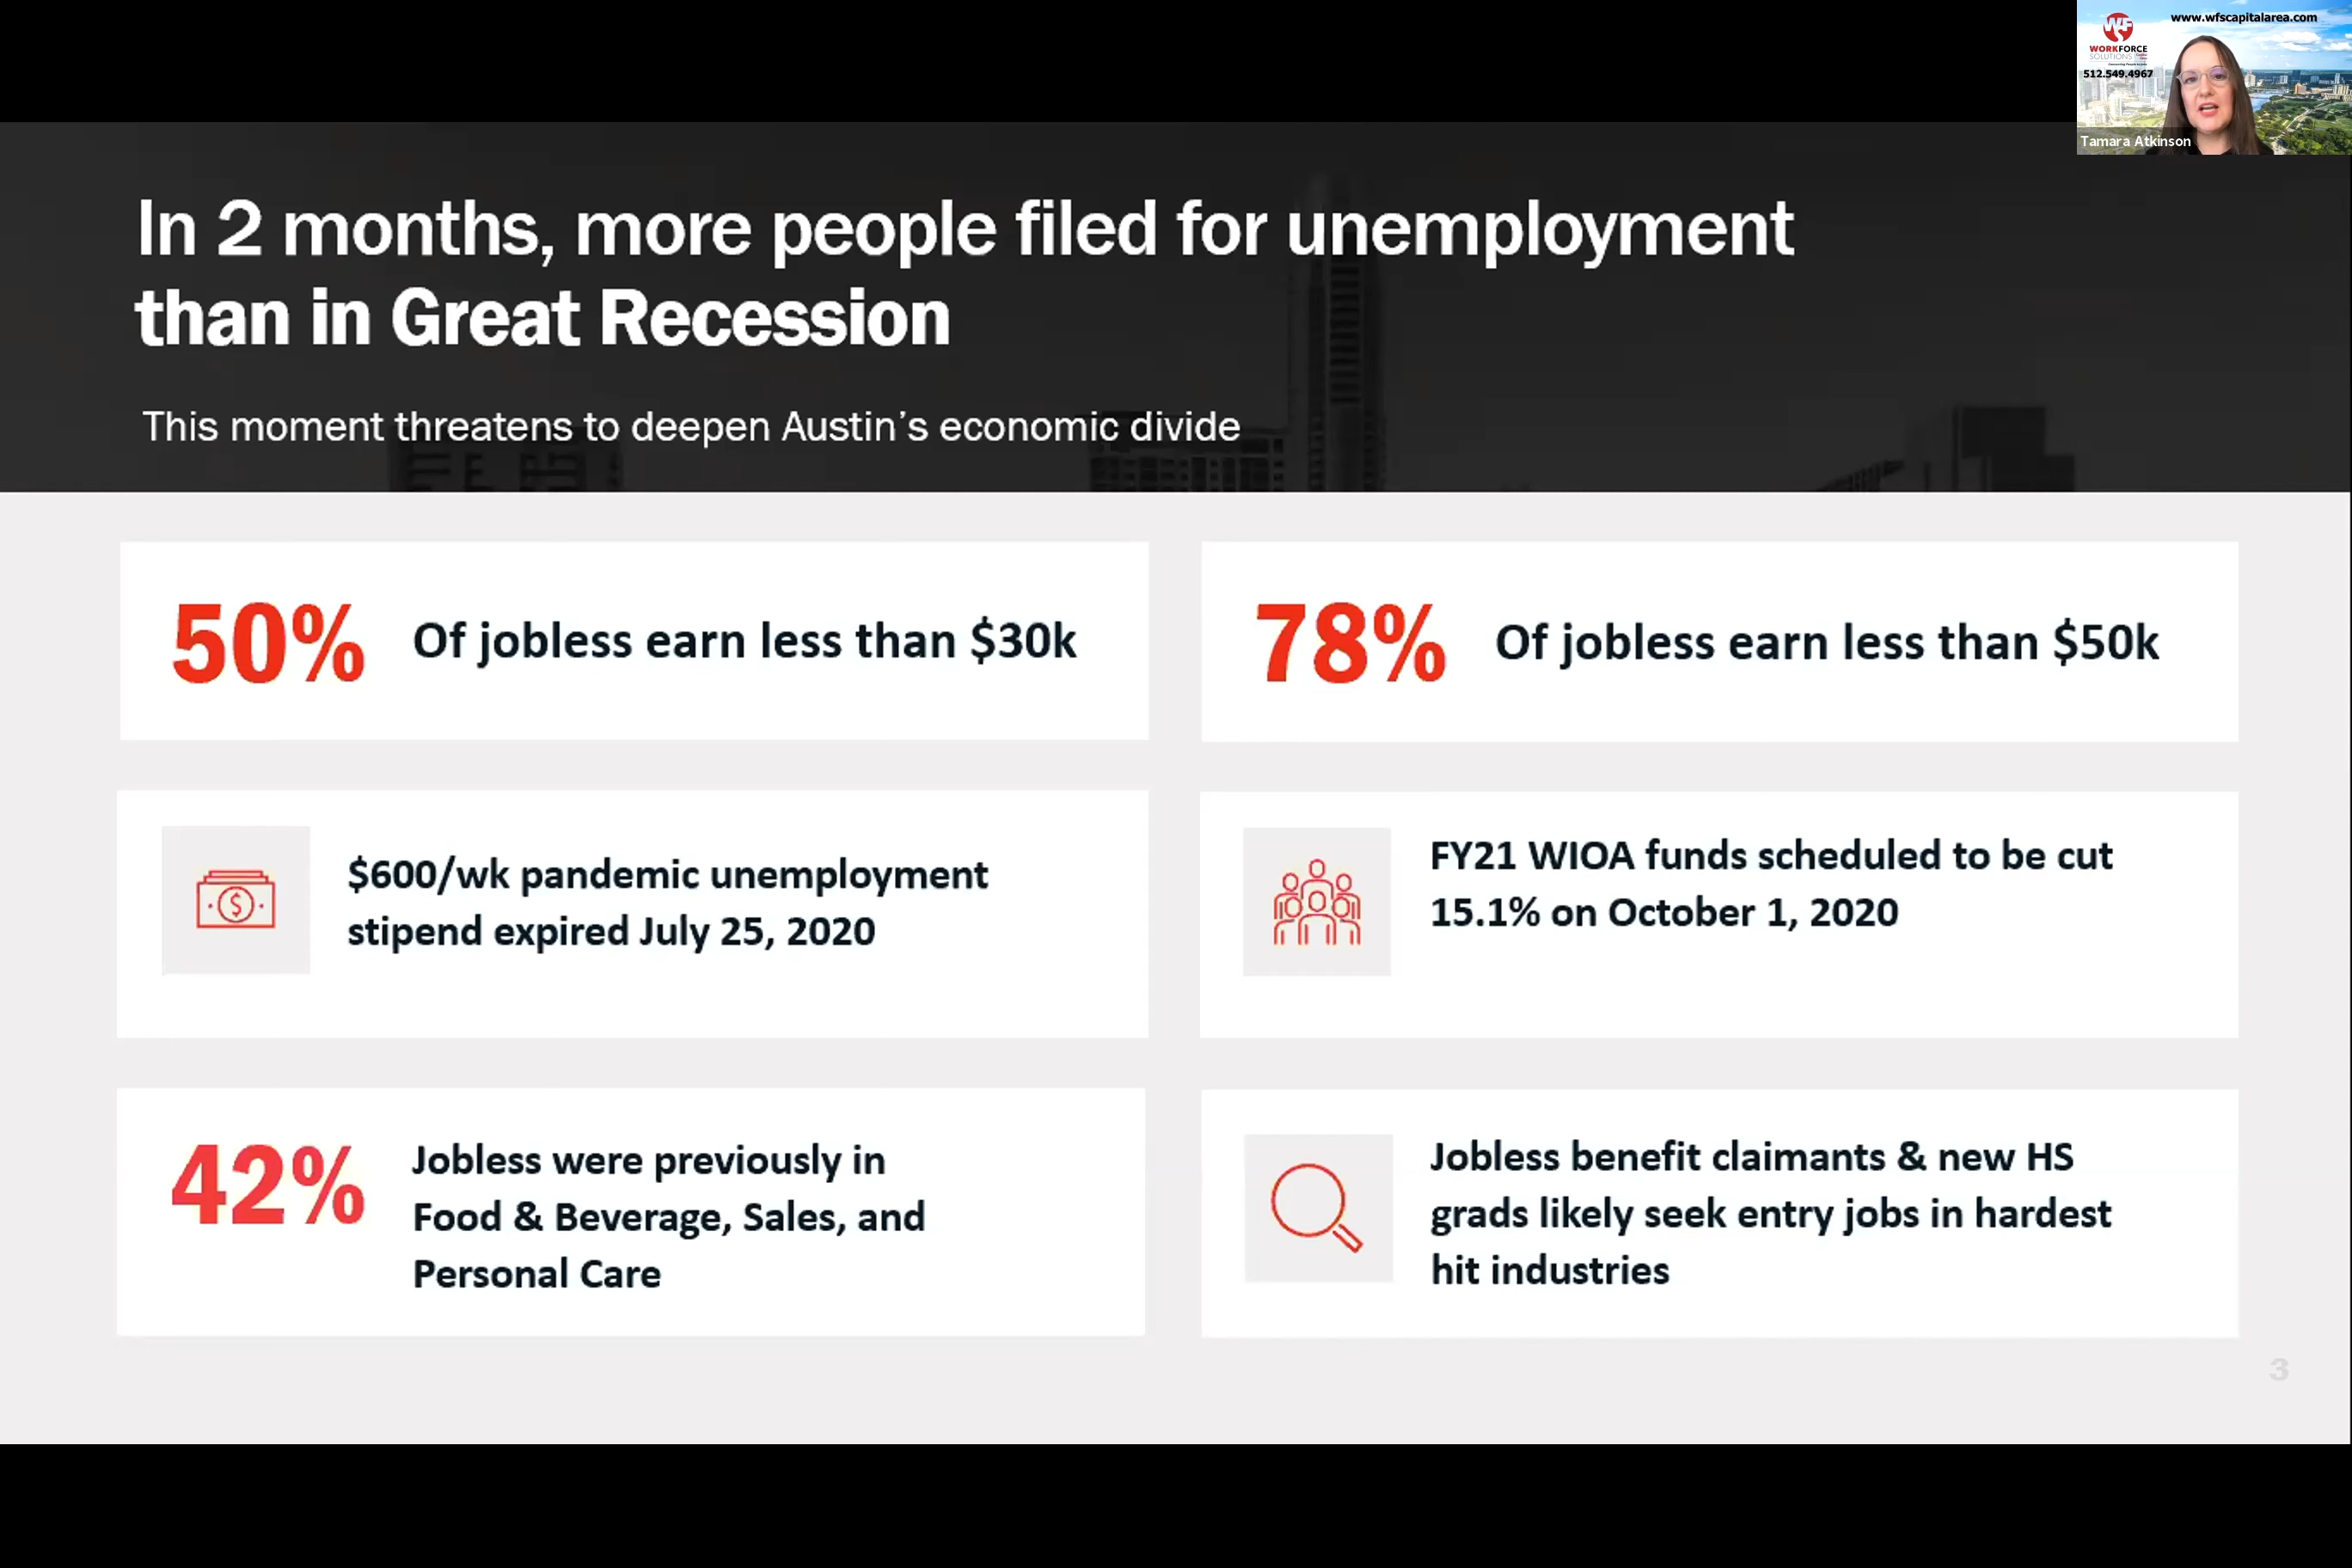 www.wfscapitalarea.com
WF
WORKFORCE
SOLUTIONS
512.549.4967
Tamara Atkinson
In 2 months, more people filed for unemployment
than in Great Recession
This moment threatens to deepen Austin's economic divide
50% Of jobless earn less than $30k
78% Of jobless earn less than $50k
$600/wk pandemic unemployment
stipend expired July 25, 2020
FY21 WIOA funds scheduled to be cut
15.1% on October 1, 2020
42% Jobless were previously in
Food & Beverage, Sales, and
Personal Care
Jobless benefit claimants & new HS
grads likely seek entry jobs in hardest
hit industries
3